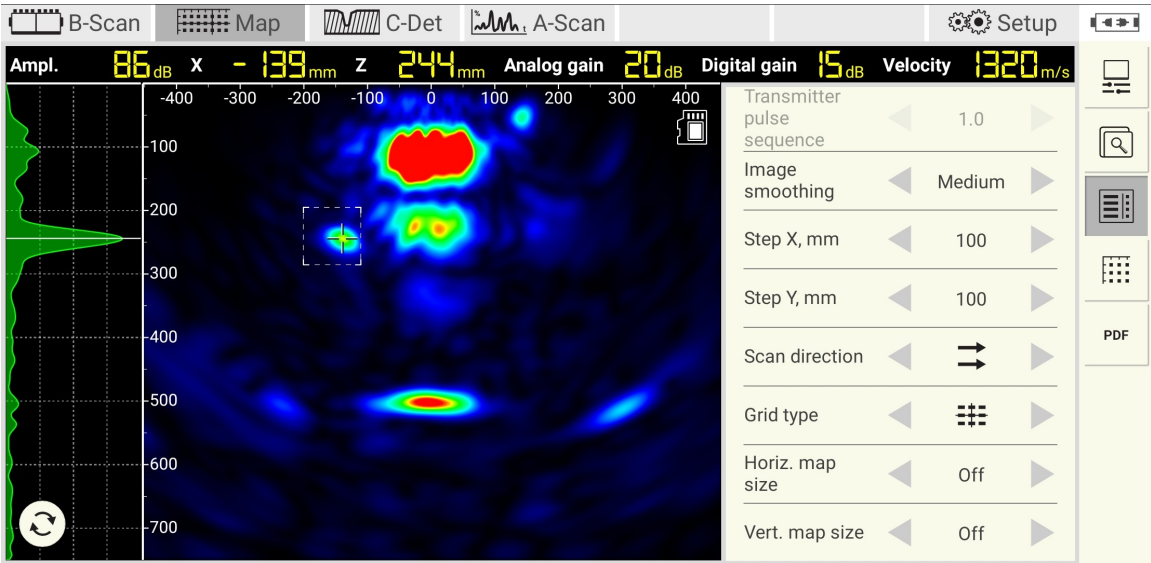 B-Scan Map C-Det % t A-Scan Setup
Ampl. 86 dB X -139 mm Z 244 mm Analog gain 20 dB Digital gain 15 dB Velocity 1320 m/s
-400 -300 -200 -100 0 100 200 300 400
100
200
300
400
500
600
700
Transmitter
pulse
sequence
1.0
Image
smoothing
Medium
Step X, mm 100
Step Y, mm 100
Scan direction
Grid type
Horiz. map
size
Off
Vert. map size Off
PDF